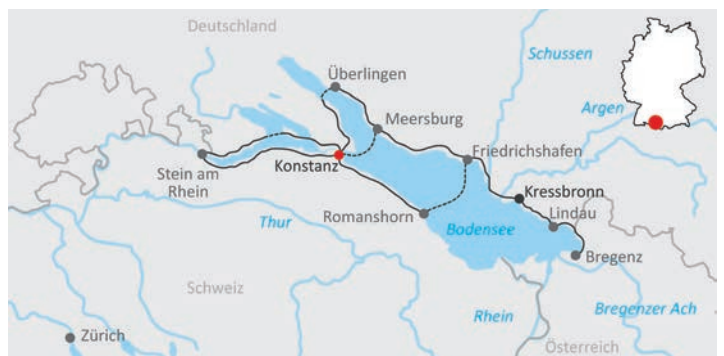 Deutschland
Überlingen
Schussen
Argen
Meersburg
Friedrichshafen
Stein am
Rhein
Konstanz
Kressbronn
Lindau
Thur
Romanshorn
Bodensee
Bregenz
Schweiz
Rhein
Bregenzer Ach
Zürich
Österreich